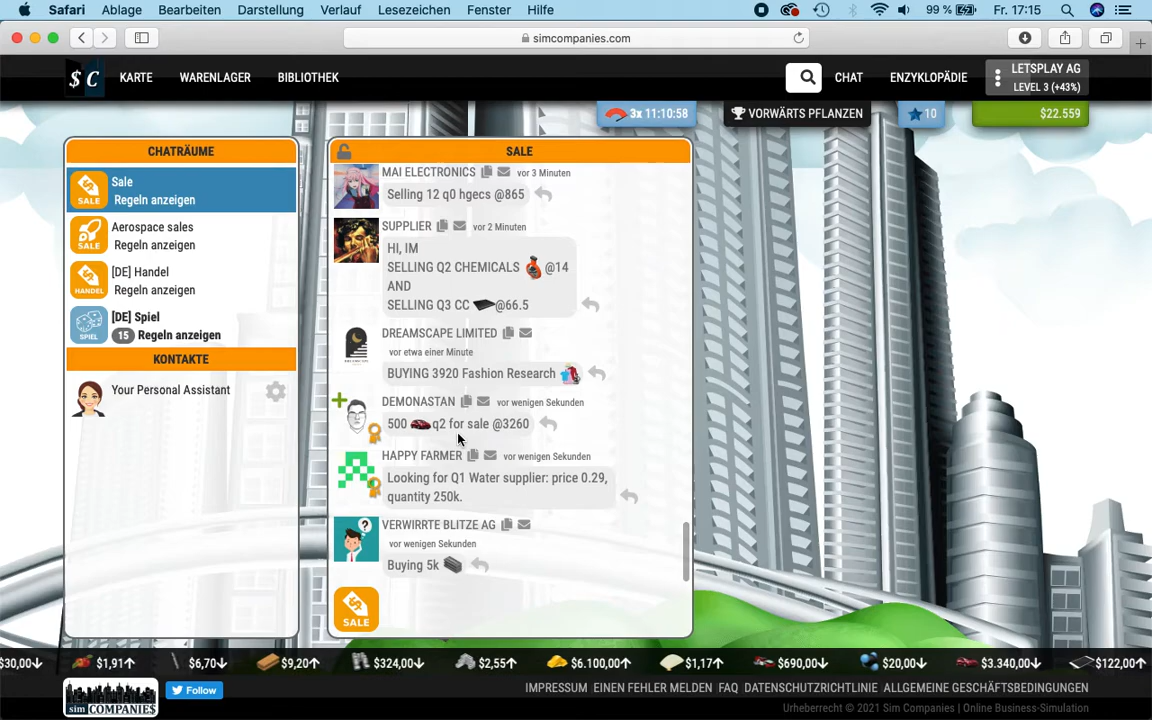 Safari Ablage Bearbeiten Darstellung Verlauf Lesezeichen Fenster Hilfe 99 % Fr. 17:15
simcompanies.com
$ C KARTE WARENLAGER BIBLIOTHEK CHAT ENZYKLOPÄDIE LETSPLAY AG
LEVEL 3 (+43%)
3x 11:10:58 VORWÄRTS PFLANZEN 10 $22.559
CHATRÄUME
SALE
Sale
Regeln anzeigen
SALE
Aerospace sales
Regeln anzeigen
HANDEL
[DE] Handel
Regeln anzeigen
SPIEL
[DE] Spiel
15 Regeln anzeigen
KONTAKTE
Your Personal Assistant
SALE
MAI ELECTRONICS vor 3 Minuten
Selling 12 q0 hgecs @865
SUPPLIER vor 2 Minuten
HI, IM
SELLING Q2 CHEMICALS @14
AND
SELLING Q3 CC @66.5
DREAMSCAPE LIMITED
vor etwa einer Minute
BUYING 3920 Fashion Research
DEMONASTAN vor wenigen Sekunden
500 q2 for sale @3260
HAPPY FARMER vor wenigen Sekunden
Looking for Q1 Water supplier: price 0.29,
quantity 250k.
VERWIRRTE BLITZE AG
vor wenigen Sekunden
Buying 5k
SALE
$30,00↓ $1,91↑ $6,70↓ $9,20↑ $324,00↓ $2,55↑ $6.100,00↑ $1,17↑ $690,00↓ $20,00↓ $3.340,00↓ $122,00↑
sim COMPANIES Follow IMPRESSUM EINEN FEHLER MELDEN FAQ DATENSCHUTZRICHTLINIE ALLGEMEINE GESCHÄFTSBEDINGUNGEN
Urheberrecht © 2021 Sim Companies | Online Business-Simulation